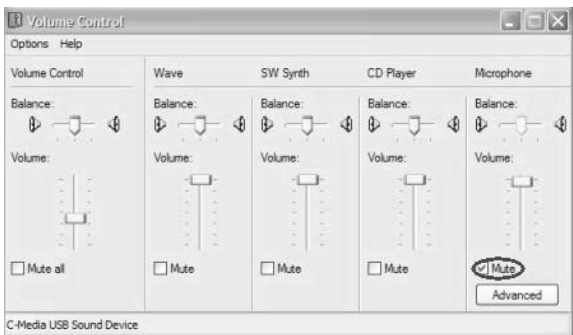 Volume Control
Options Help
Volume Control Wave SW Synth CD Player Microphone
Balance: Balance: Balance: Balance: Balance:
Volume: Volume: Volume: Volume: Volume:
Mute all Mute Mute Mute Mute
Advanced
C-Media USB Sound Device